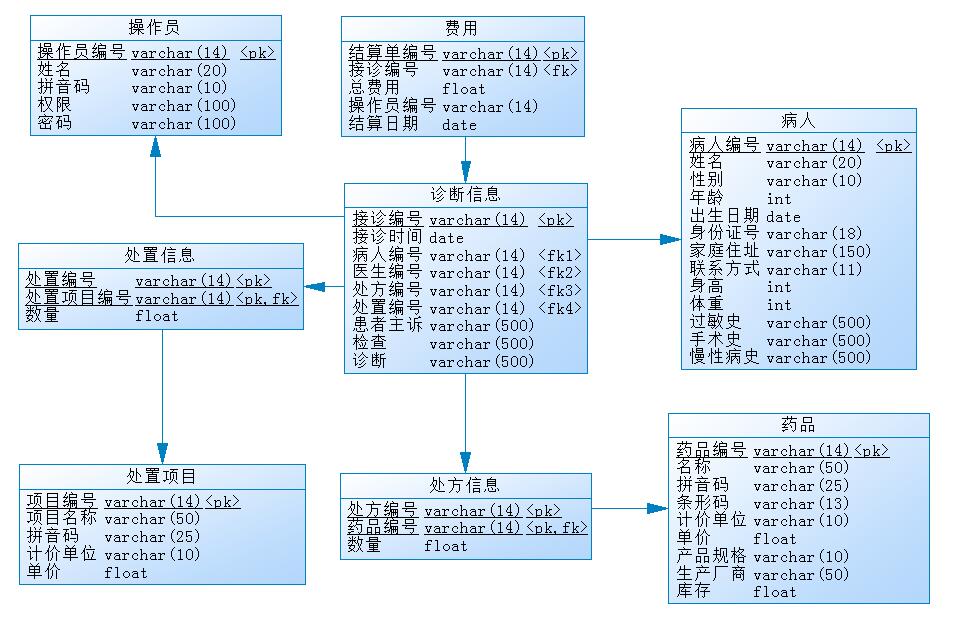 操作员
操作员编号 varchar(14) <pk>
姓名 varchar(20)
拼音码 varchar(10)
权限 varchar(100)
密码 varchar(100)
费用
结算单编号 varchar(14) <pk>
接诊编号 varchar(14) <fk>
总费用 float
操作员编号 varchar(14)
结算日期 date
病人
病人编号 varchar(14) <pk>
姓名 varchar(20)
性别 varchar(10)
年龄 int
出生日期 date
身份证号 varchar(18)
家庭住址 varchar(150)
联系方式 varchar(11)
身高 int
体重 int
过敏史 varchar(500)
手术史 varchar(500)
慢性病史 varchar(500)
诊断信息
接诊编号 varchar(14) <pk>
接诊时间 date
病人编号 varchar(14) <fk1>
医生编号 varchar(14) <fk2>
处方编号 varchar(14) <fk3>
处置编号 varchar(14) <fk4>
患者主诉 varchar(500)
检查 varchar(500)
诊断 varchar(500)
处置信息
处置编号 varchar(14) <pk>
处置项目编号 varchar(14) <pk,fk>
数量 float
处置项目
项目编号 varchar(14) <pk>
项目名称 varchar(50)
拼音码 varchar(25)
计价单位 varchar(10)
单价 float
处方信息
处方编号 varchar(14) <pk>
药品编号 varchar(14) <pk,fk>
数量 float
药品
药品编号 varchar(14) <pk>
名称 varchar(50)
拼音码 varchar(25)
条形码 varchar(13)
计价单位 varchar(10)
单价 float
产品规格 varchar(10)
生产厂商 varchar(50)
库存 float